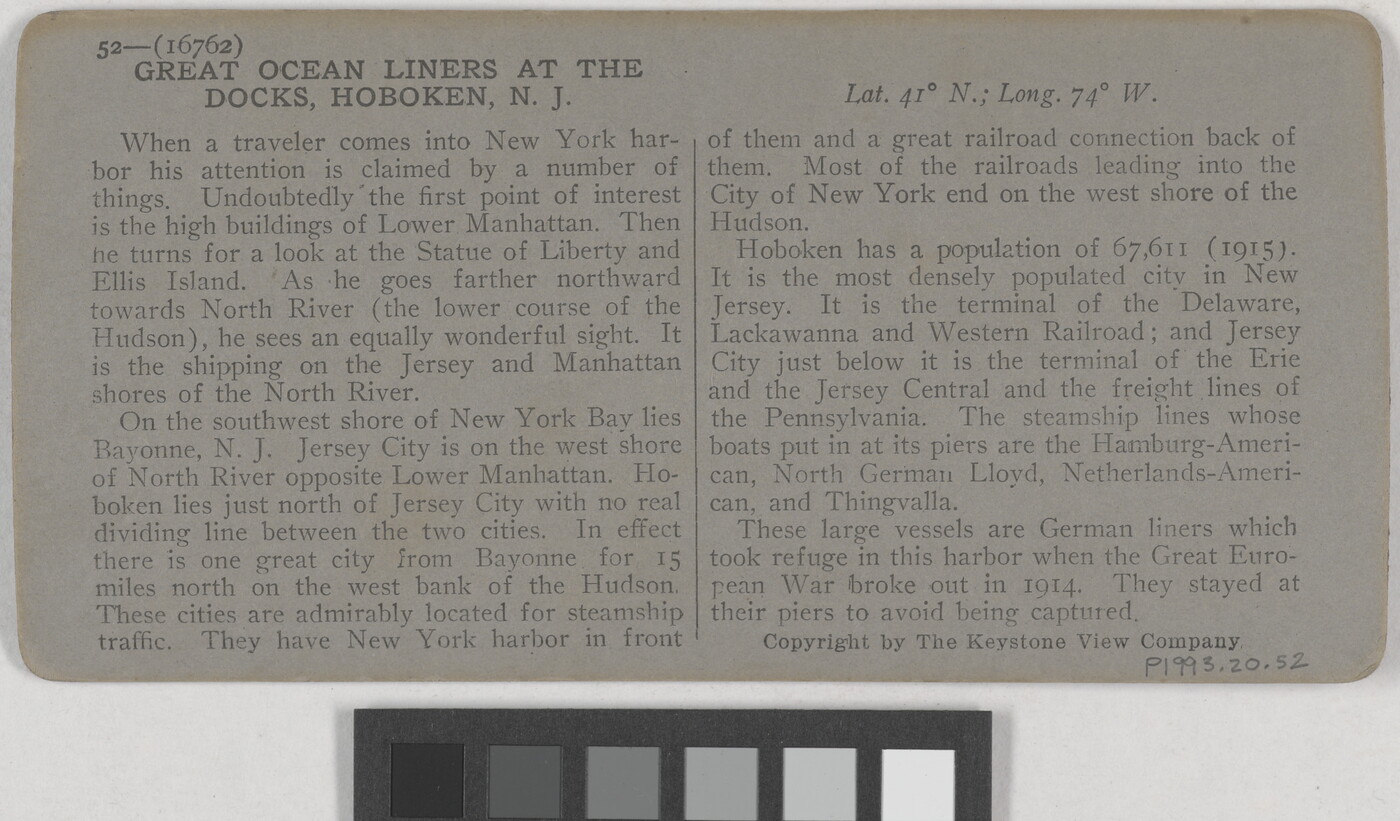 52—(16762)
GREAT OCEAN LINERS AT THE
DOCKS, HOBOKEN, N. J.
Lat. 41° N.; Long. 74° W.
When a traveler comes into New York har-
bor his attention is claimed by a number of
things. Undoubtedly the first point of interest
is the high buildings of Lower Manhattan. Then
he turns for a look at the Statue of Liberty and
Ellis Island. As he goes farther northward
towards North River (the lower course of the
Hudson), he sees an equally wonderful sight. It
is the shipping on the Jersey and Manhattan
shores of the North River.
On the southwest shore of New York Bay lies
Bayonne, N. J. Jersey City is on the west shore
of North River opposite Lower Manhattan. Ho-
boken lies just north of Jersey City with no real
dividing line between the two cities. In effect
there is one great city from Bayonne for 15
miles north on the west bank of the Hudson.
These cities are admirably located for steamship
traffic. They have New York harbor in front
of them and a great railroad connection back of
them. Most of the railroads leading into the
City of New York end on the west shore of the
Hudson.
Hoboken has a population of 67,611 (1915).
It is the most densely populated city in New
Jersey. It is the terminal of the Delaware,
Lackawanna and Western Railroad; and Jersey
City just below it is the terminal of the Erie
and the Jersey Central and the freight lines of
the Pennsylvania. The steamship lines whose
boats put in at its piers are the Hamburg-Ameri-
can, North German Lloyd, Netherlands-Ameri-
can, and Thingvalla.
These large vessels are German liners which
took refuge in this harbor when the Great Euro-
pean War broke out in 1914. They stayed at
their piers to avoid being captured.
Copyright by The Keystone View Company.
P1993.20.52